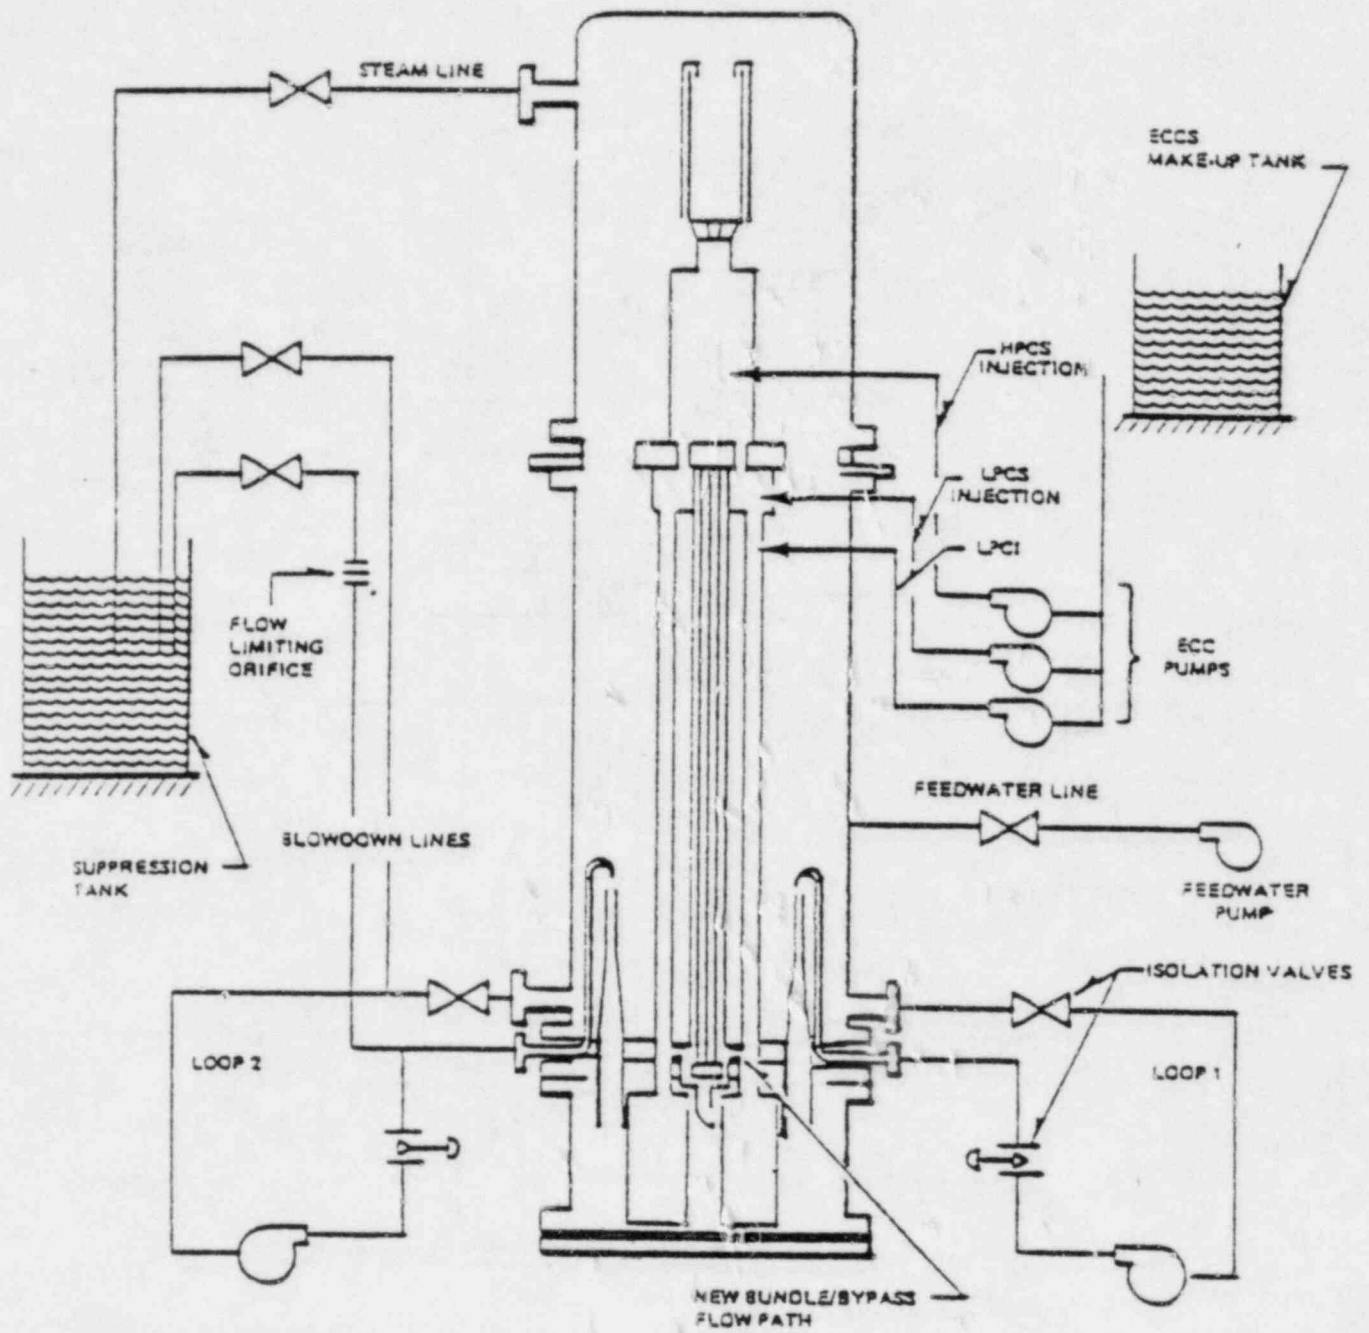 STEAM LINE
ECCS
MAKE-UP TANK
HPCS
INJECTION
LPCS
INJECTION
LPCI
FLOW
LIMITING
ORIFICE
ECC
PUMPS
FEEDWATER LINE
BLOWDOWN LINES
SUPPRESSION
TANK
FEEDWATER
PUMP
ISOLATION VALVES
LOOP 2
LOOP 1
NEW BUNDLE/BYPASS
FLOW PATH